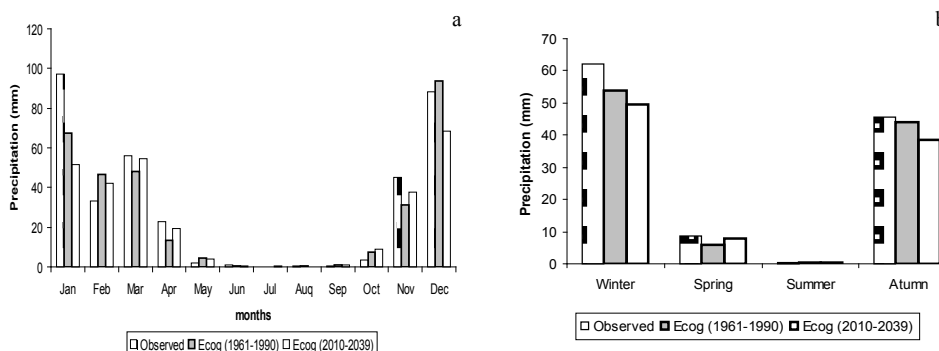 a
Precipitation (mm)
120
100
80
60
40
20
0
Jan Feb Mar Apr May Jun Jul Aug Sep Oct Nov Dec
months
Observed Ecog (1961-1990) Ecog (2010-2039)
b
Precipitation (mm)
70
60
50
40
30
20
10
0
Winter Spring Summer Atumn
Observed Ecog (1961-1990) Ecog (2010-2039)